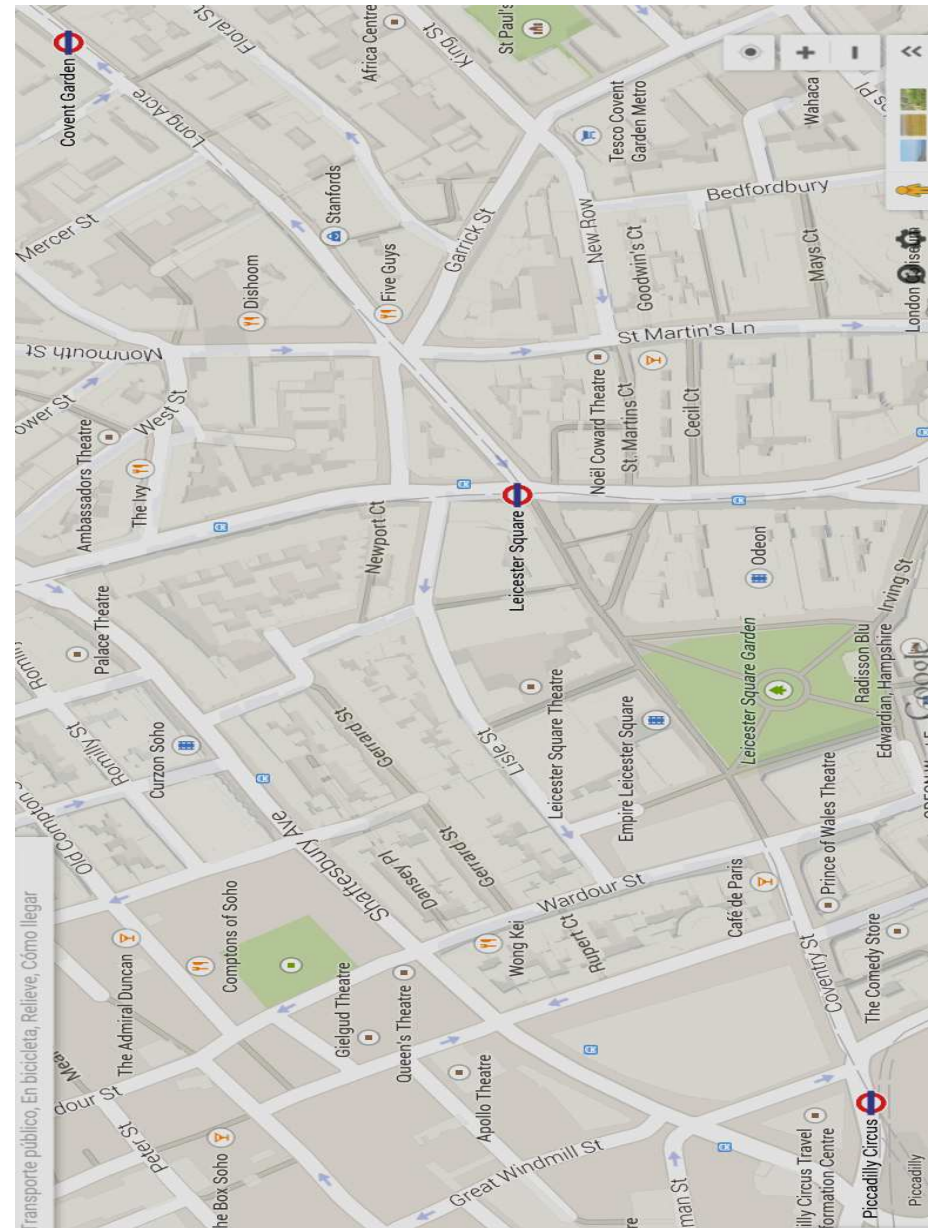 Transporte público, En bicicleta, Relieve, Cómo llegar
Covent Garden
Floral St
Africa Centre
King St
St Paul's
Long Acre
Mercer St
Stanfords
Dishoom
Five Guys
Garrick St
New Row
Tesco Covent
Garden Metro
Wahaca
Bedfordbury
Goodwin's Ct
Mays Ct
Monmouth St
West St
Ambassadors Theatre
The Ivy
St Martin's Ln
Noël Coward Theatre
St. Martins Ct
Cecil Ct
London
Newport Ct
Leicester Square
Palace Theatre
Romilly St
Curzon Soho
Gerrard St
Lisle St
Leicester Square Theatre
Empire Leicester Square
Leicester Square Garden
Odeon
Irving St
Radisson Blu
Edwardian, Hampshire
Google
Old Compton
Shaftesbury Ave
Dansey Pl
Gerrard St
Wardour St
Rupert Ct
Wong Kei
Café de Paris
Prince of Wales Theatre
The Comedy Store
Coventry St
The Admiral Duncan
Comptons of Soho
Gielgud Theatre
Queen's Theatre
Apollo Theatre
dour St
Peter St
he Box Soho
Great Windmill St
man St
illy Circus Travel
formation Centre
Piccadilly Circus
Piccadilly